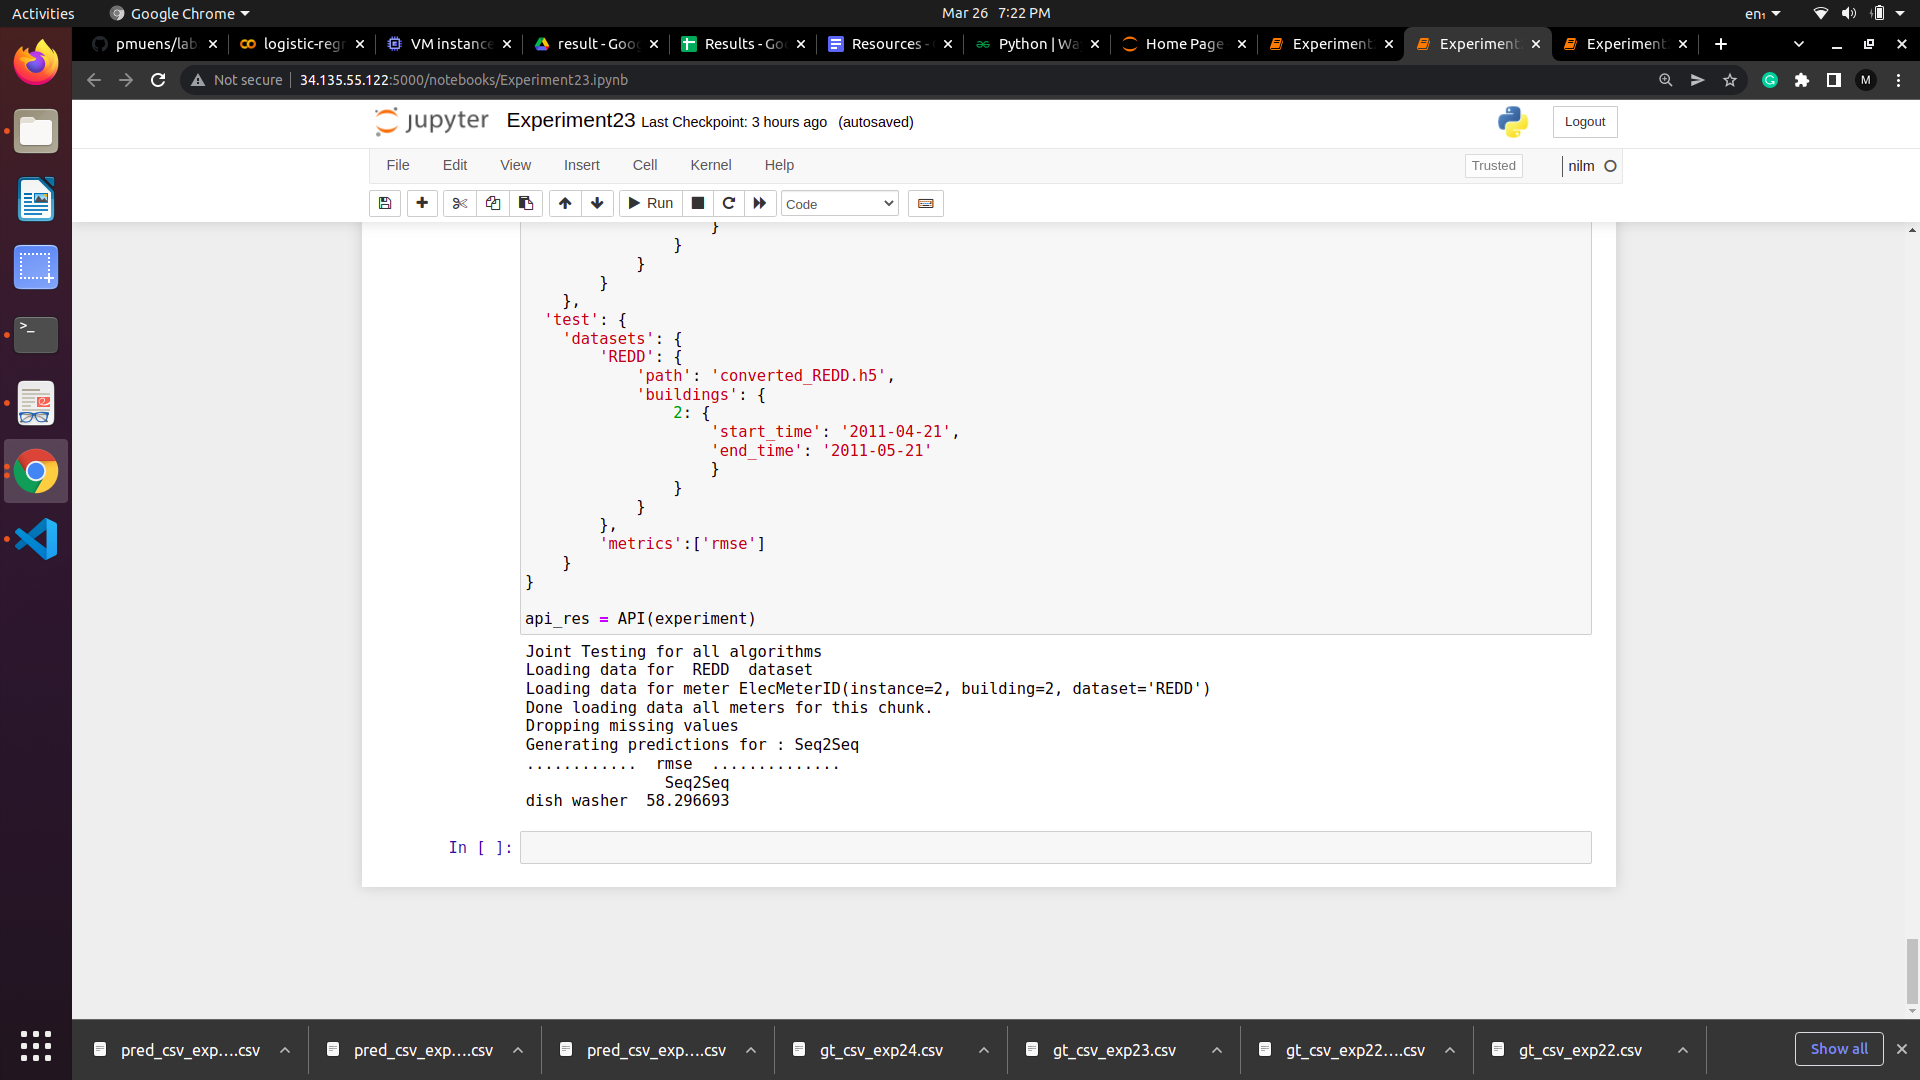 Activities Google Chrome Mar 26 7:22 PM en₁
pmuens/lab logistic-regr VM instance result - Goo Results - Go Resources - Python | Wa Home Page Experiment Experiment Experiment
Not secure 34.135.55.122:5000/notebooks/Experiment23.ipynb M
jupyter Experiment23 Last Checkpoint: 3 hours ago (autosaved) Logout
File Edit View Insert Cell Kernel Help Trusted nilm
Run Code
}
}
}
}
},
'test': {
'datasets': {
'REDD': {
'path': 'converted_REDD.h5',
'buildings': {
2: {
'start_time': '2011-04-21',
'end_time': '2011-05-21'
}
}
}
},
'metrics':['rmse']
}
}
api_res = API(experiment)
Joint Testing for all algorithms
Loading data for  REDD  dataset
Loading data for meter ElecMeterID(instance=2, building=2, dataset='REDD')
Done loading data all meters for this chunk.
Dropping missing values
Generating predictions for : Seq2Seq
............  rmse  ..............
Seq2Seq
dish washer  58.296693
In [ ]:
pred_csv_exp....csv pred_csv_exp....csv pred_csv_exp....csv gt_csv_exp24.csv gt_csv_exp23.csv gt_csv_exp22....csv gt_csv_exp22.csv Show all